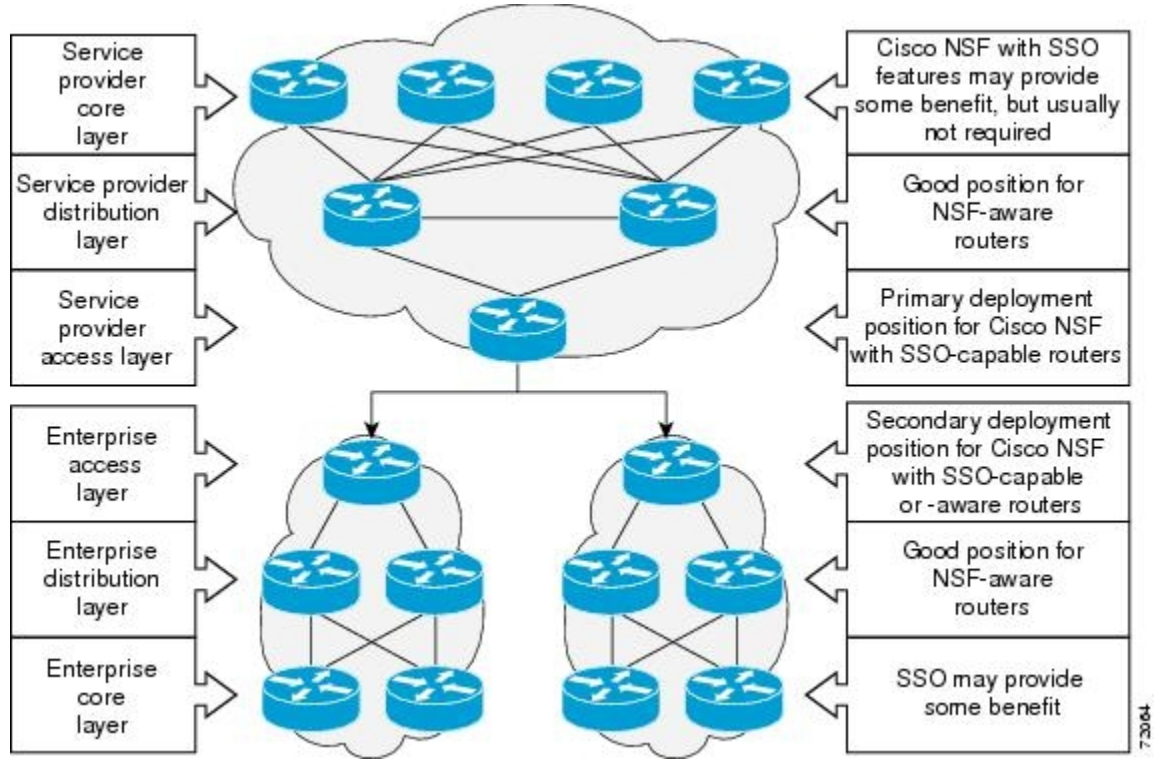 Service
provider
core
layer
Cisco NSF with SSO
features may provide
some benefit, but usually
not required
Service provider
distribution
layer
Good position for
NSF-aware
routers
Service
provider
access layer
Primary deployment
position for Cisco NSF
with SSO-capable routers
Enterprise
access
layer
Secondary deployment
position for Cisco NSF
with SSO-capable
or -aware routers
Enterprise
distribution
layer
Good position for
NSF-aware
routers
Enterprise
core
layer
SSO may provide
some benefit
72064